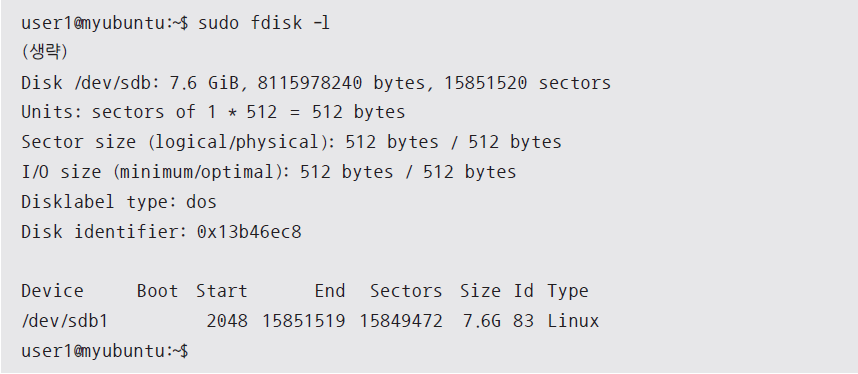 user1@myubuntu:~$ sudo fdisk -l
(생략)
Disk /dev/sdb: 7.6 GiB, 8115978240 bytes, 15851520 sectors
Units: sectors of 1 * 512 = 512 bytes
Sector size (logical/physical): 512 bytes / 512 bytes
I/O size (minimum/optimal): 512 bytes / 512 bytes
Disklabel type: dos
Disk identifier: 0x13b46ec8
Device Boot Start End Sectors Size Id Type
/dev/sdb1 2048 15851519 15849472 7.6G 83 Linux
user1@myubuntu:~$